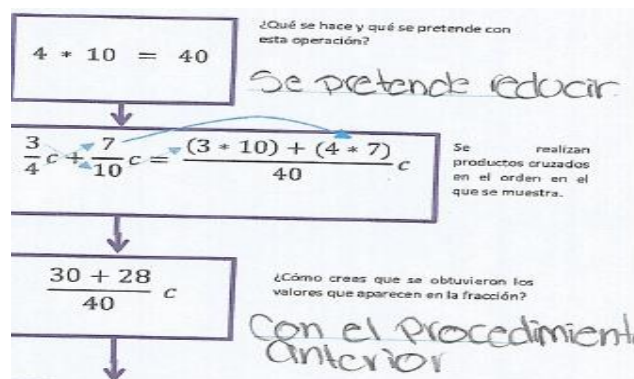 4 * 10 = 40
¿Qué se hace y qué se pretende con
esta operación?
Se pretende reducir
3/4 c + 7/10 c = (3 * 10) + (4 * 7)/40 c
Se realizan
productos cruzados
en el orden en el
que se muestra.
30 + 28/40 c
¿Cómo crees que se obtuvieron los
valores que aparecen en la fracción?
Con el Procedimient
anterior